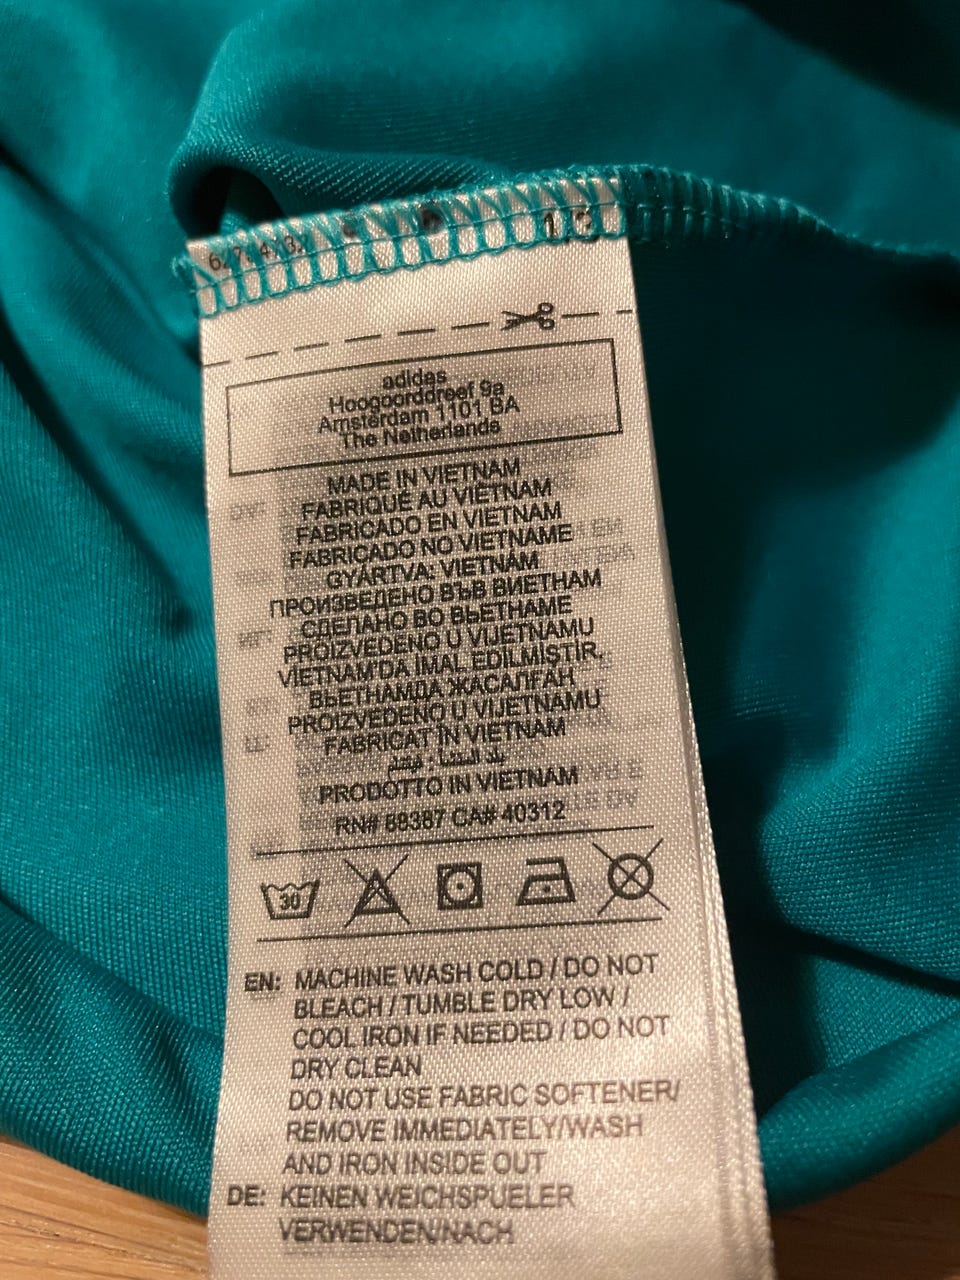 adidas
Hoogoorddreef 9a
Amsterdam 1101 BA
The Netherlands
MADE IN VIETNAM
FABRIQUÉ AU VIÊTNAM
FABRICADO EN VIETNAM
FABRICADO NO VIETNAME
GYÁRTVA: VIETNÁM
ПРОИЗВЕДЕНО ВЪВ ВИЕТНАМ
СДЕЛАНО ВО ВЬЕТНАМЕ
PROIZVEDENO U VIJETNAMU
VIETNAM'DA İMAL EDİLMİŞTİR.
ВЬЕТНАМДА ЖАСАЛҒАН
PROIZVEDENO U VIJETNAMU
FABRICAT ÎN VIETNAM
بلد المنشأ : فيتنام
PRODOTTO IN VIETNAM
RN# 88387 CA# 40312
30
EN: MACHINE WASH COLD / DO NOT
BLEACH / TUMBLE DRY LOW /
COOL IRON IF NEEDED / DO NOT
DRY CLEAN
DO NOT USE FABRIC SOFTENER/
REMOVE IMMEDIATELY/WASH
AND IRON INSIDE OUT
DE: KEINEN WEICHSPUELER
VERWENDEN/NACH